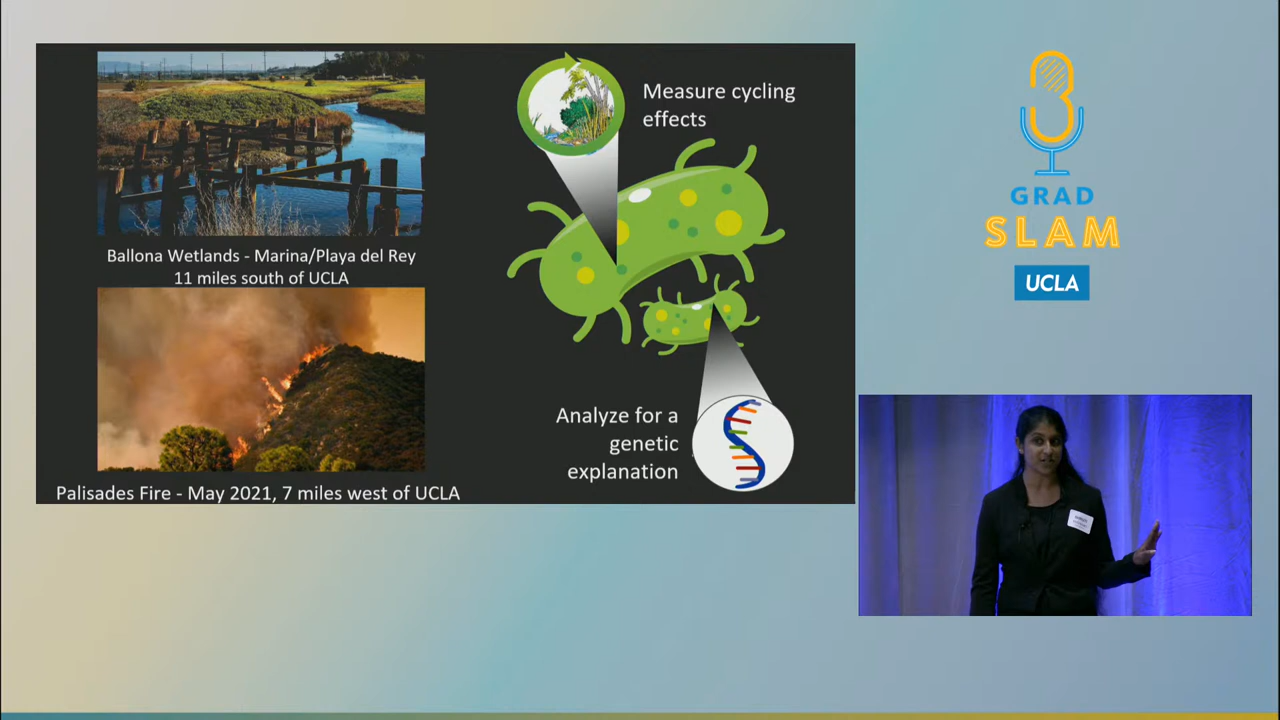 Measure cycling
effects
Ballona Wetlands - Marina/Playa del Rey
11 miles south of UCLA
Analyze for a
genetic
explanation
Palisades Fire - May 2021, 7 miles west of UCLA
GRAD
SLAM
UCLA